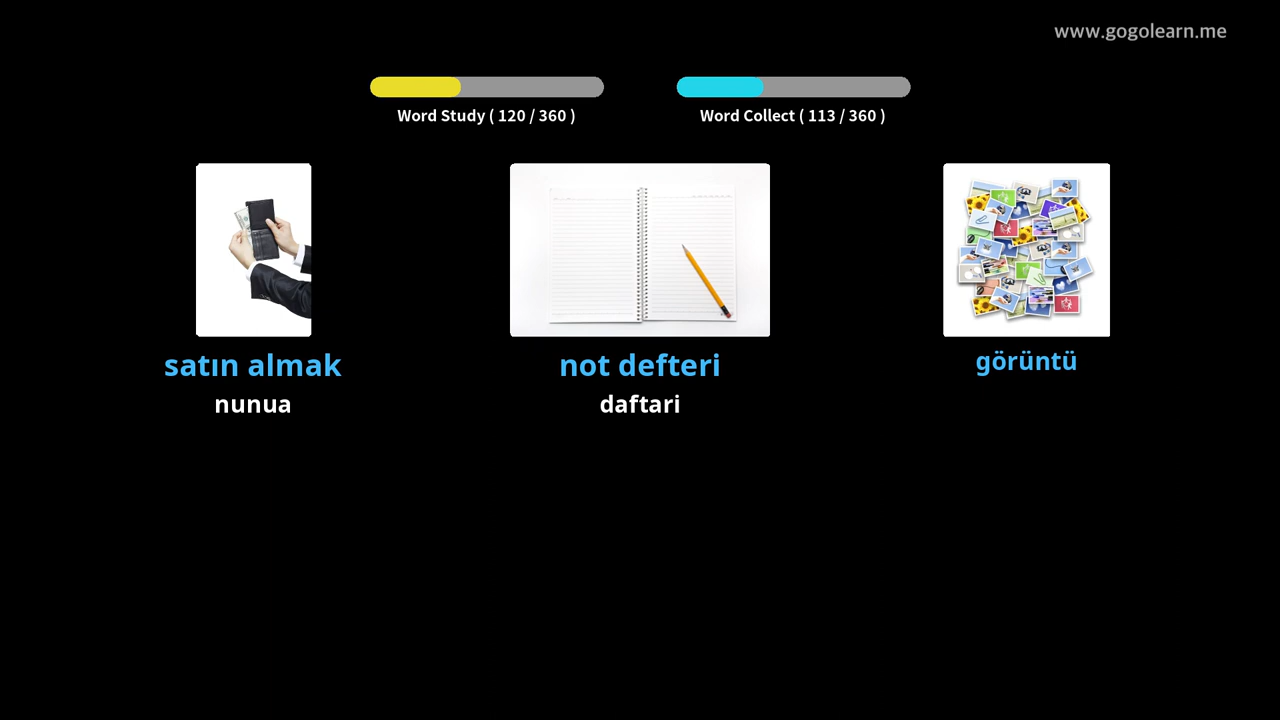 www.gogolearn.me
Word Study ( 120 / 360 )
Word Collect ( 113 / 360 )
satın almak
nunua
not defteri
daftari
görüntü